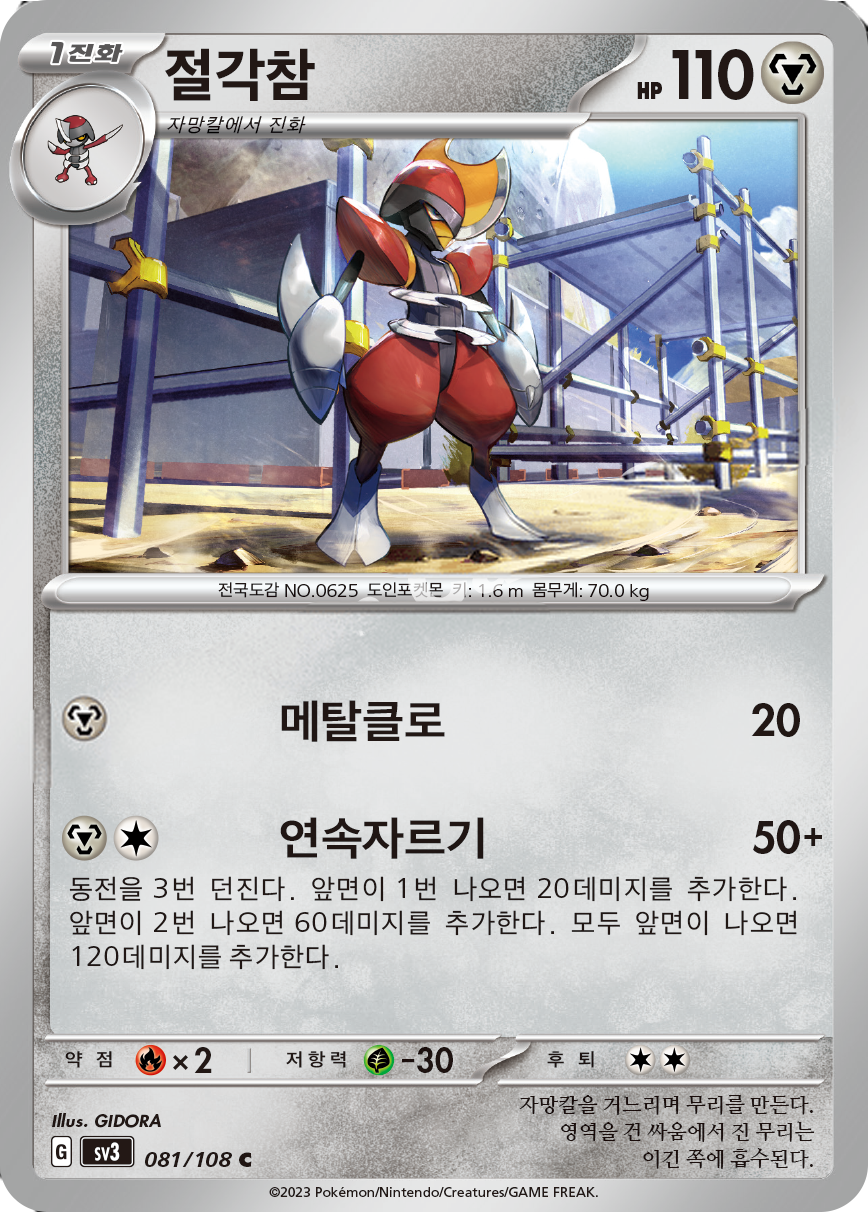 1진화
절각참
HP 110
자망칼에서 진화
전국도감 NO.0625 도인포켓몬 키: 1.6 m 몸무게: 70.0 kg
메탈클로 20
연속자르기 50+
동전을 3번 던진다. 앞면이 1번 나오면 20데미지를 추가한다.
앞면이 2번 나오면 60데미지를 추가한다. 모두 앞면이 나오면
120데미지를 추가한다.
약점 ×2 저항력 -30 후퇴
Illus. GIDORA
G sv3 081/108 C
자망칼을 거느리며 무리를 만든다.
영역을 건 싸움에서 진 무리는
이긴 쪽에 흡수된다.
©2023 Pokémon/Nintendo/Creatures/GAME FREAK.